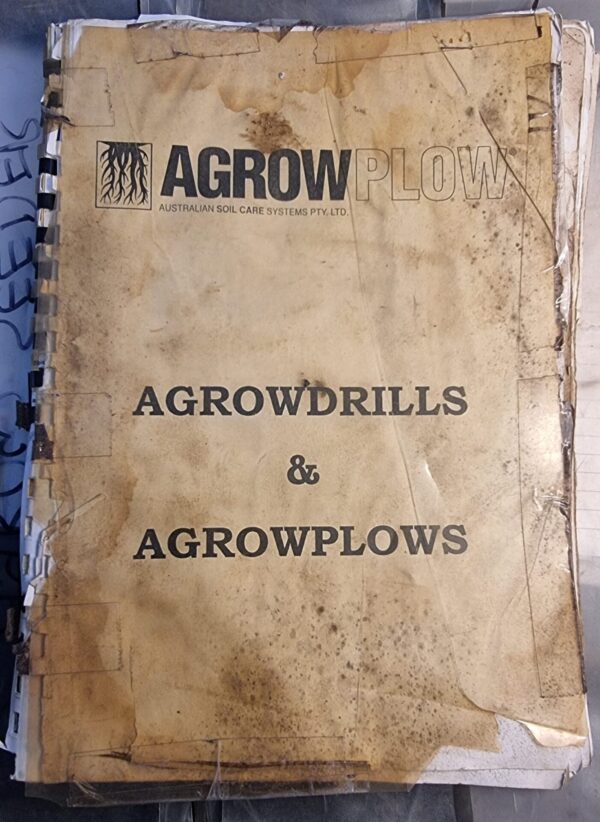 AGROWPLOW
AUSTRALIAN SOIL CARE SYSTEMS PTY. LTD.
AGROWDRILLS
&
AGROWPLOWS